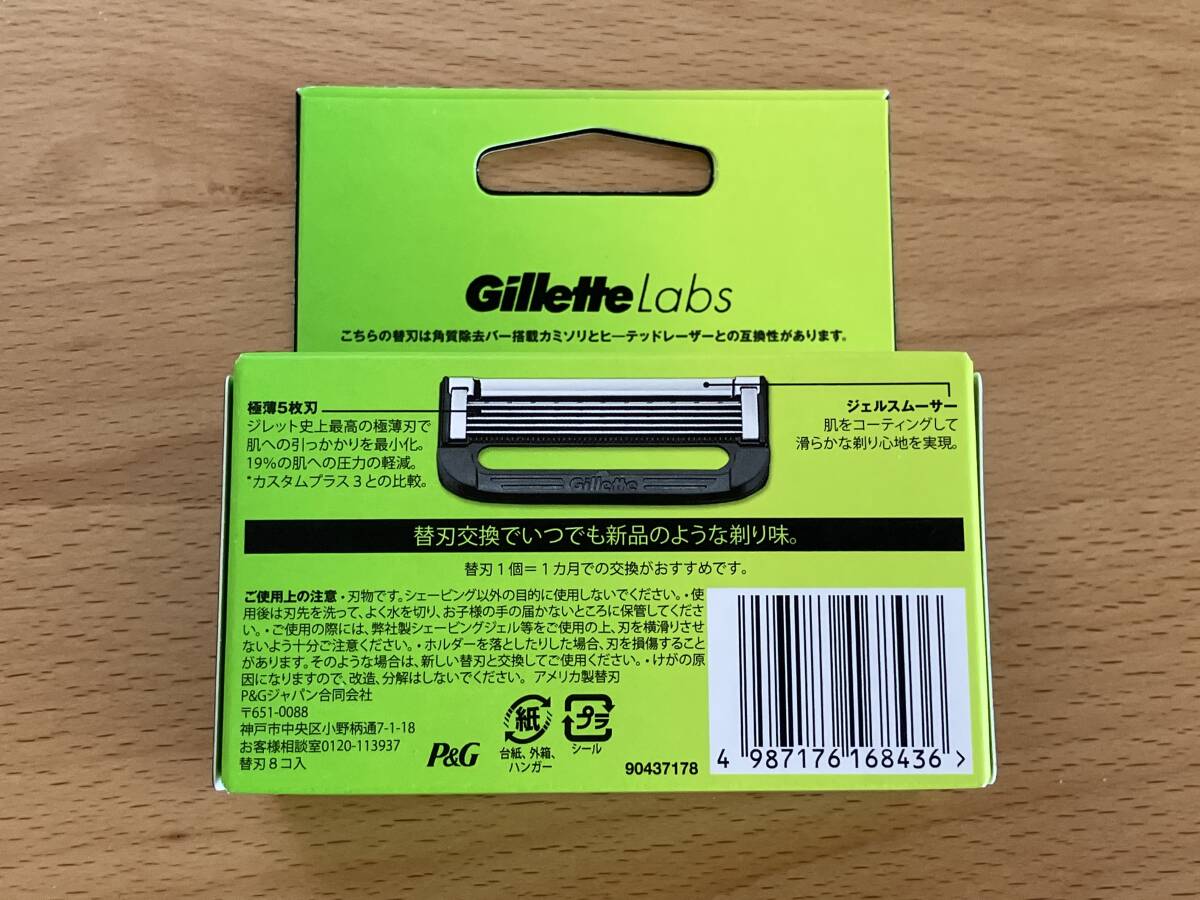 Gillette Labs
こちらの替刃は角質除去バー搭載カミソリとヒーテッドレーザーとの互換性があります。
極薄5枚刃
ジレット史上最高の極薄刃で
肌への引っかかりを最小化。
19%の肌への圧力の軽減。
*カスタムプラス3との比較。
ジェルスムーサー
肌をコーティングして
滑らかな剃り心地を実現。
Gillette
替刃交換でいつでも新品のような剃り味。
替刃1個=1カ月での交換がおすすめです。
ご使用上の注意・刃物です。シェービング以外の目的に使用しないでください。・使
用後は刃先を洗って、よく水を切り、お子様の手の届かないところに保管してくださ
い。・ご使用の際には、弊社製シェービングジェル等をご使用の上、刃を横滑りさせ
ないよう十分ご注意ください。・ホルダーを落としたりした場合、刃を損傷すること
があります。そのような場合は、新しい替刃と交換してご使用ください。・けがの原
因になりますので、改造、分解はしないでください。 アメリカ製替刃
P&Gジャパン合同会社
〒651-0088
神戸市中央区小野柄通7-1-18
お客様相談室0120-113937
替刃8コ入
P&G
紙
台紙、外箱、
ハンガー
プラ
シール
90437178
4 987176 168436 >